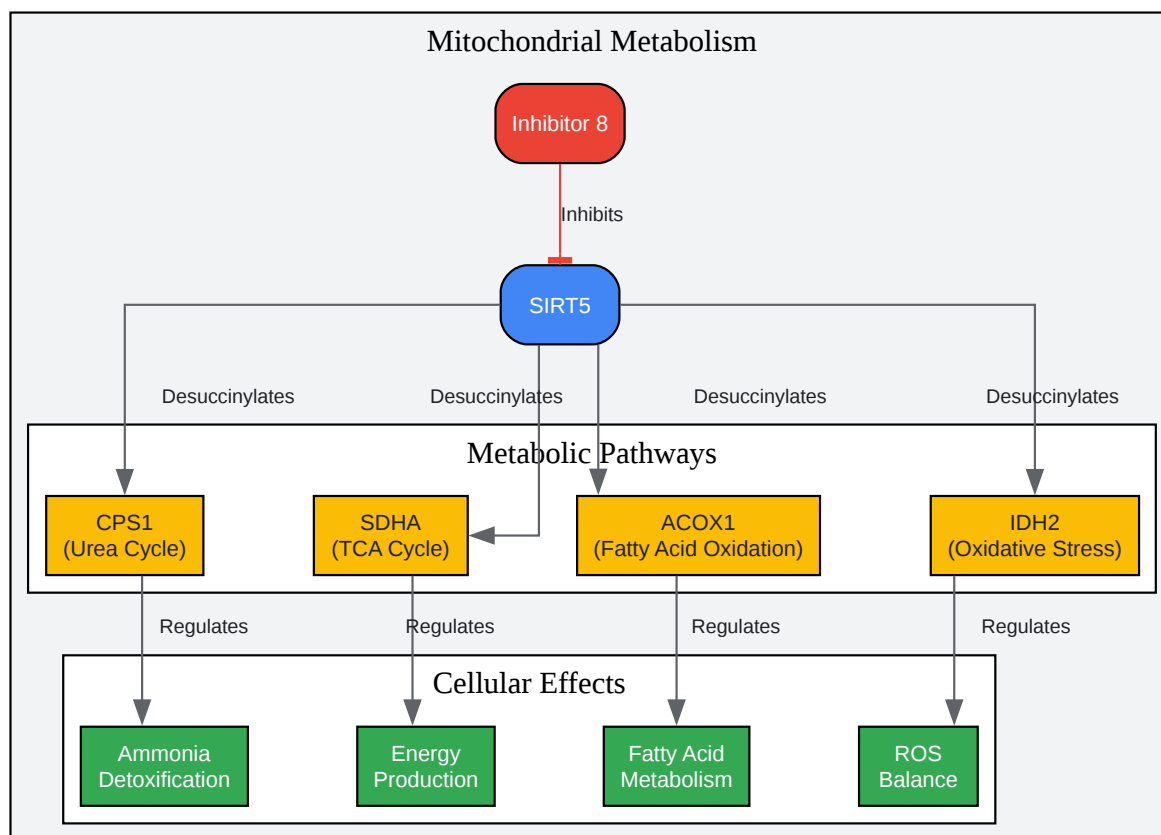 Mitochondrial Metabolism
Inhibitor 8
Inhibits
SIRT5
Desuccinylates
Desuccinylates
Desuccinylates
Desuccinylates
Metabolic Pathways
CPS1
(Urea Cycle)
SDHA
(TCA Cycle)
ACOX1
(Fatty Acid Oxidation)
IDH2
(Oxidative Stress)
Regulates
Regulates
Regulates
Regulates
Cellular Effects
Ammonia
Detoxification
Energy
Production
Fatty Acid
Metabolism
ROS
Balance